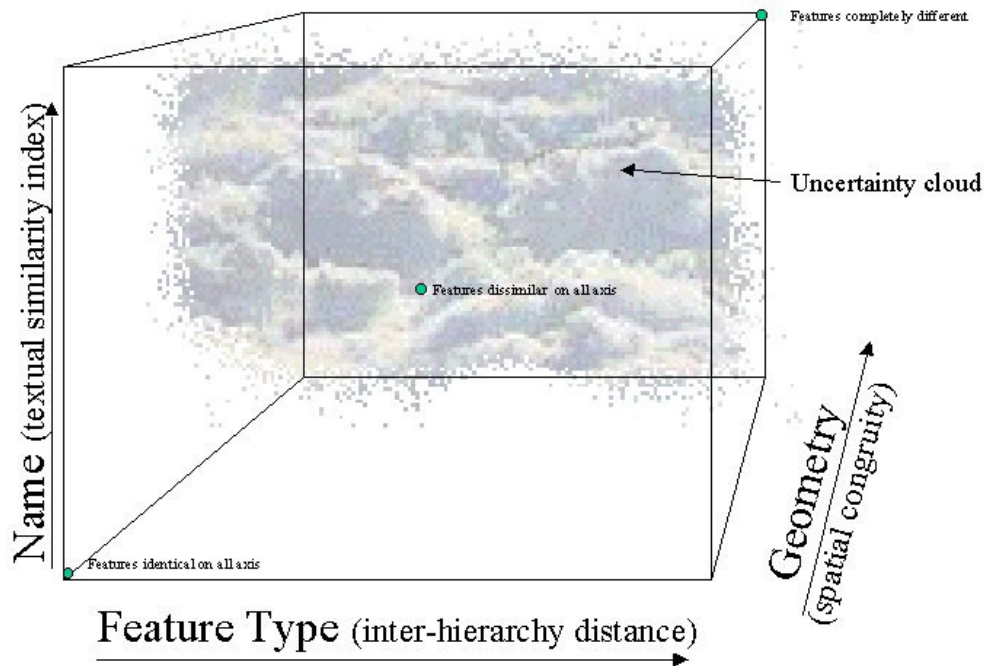 Features completely different
Uncertainty cloud
Features dissimilar on all axis
Name (textual similarity index)
Geometry
(spatial congruity)
Features identical on all axis
Feature Type (inter-hierarchy distance)